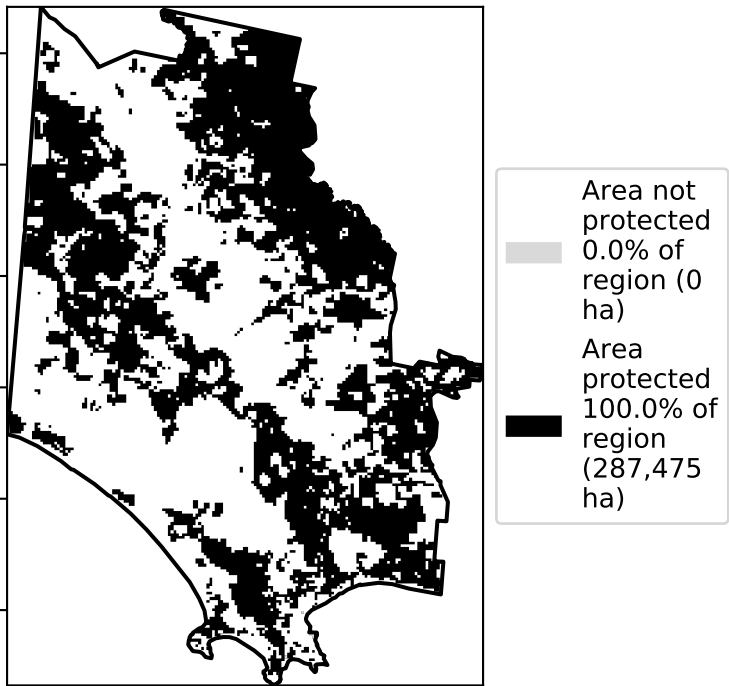 Area not
protected
0.0% of
region (0
ha)
Area
protected
100.0% of
region
(287,475
ha)